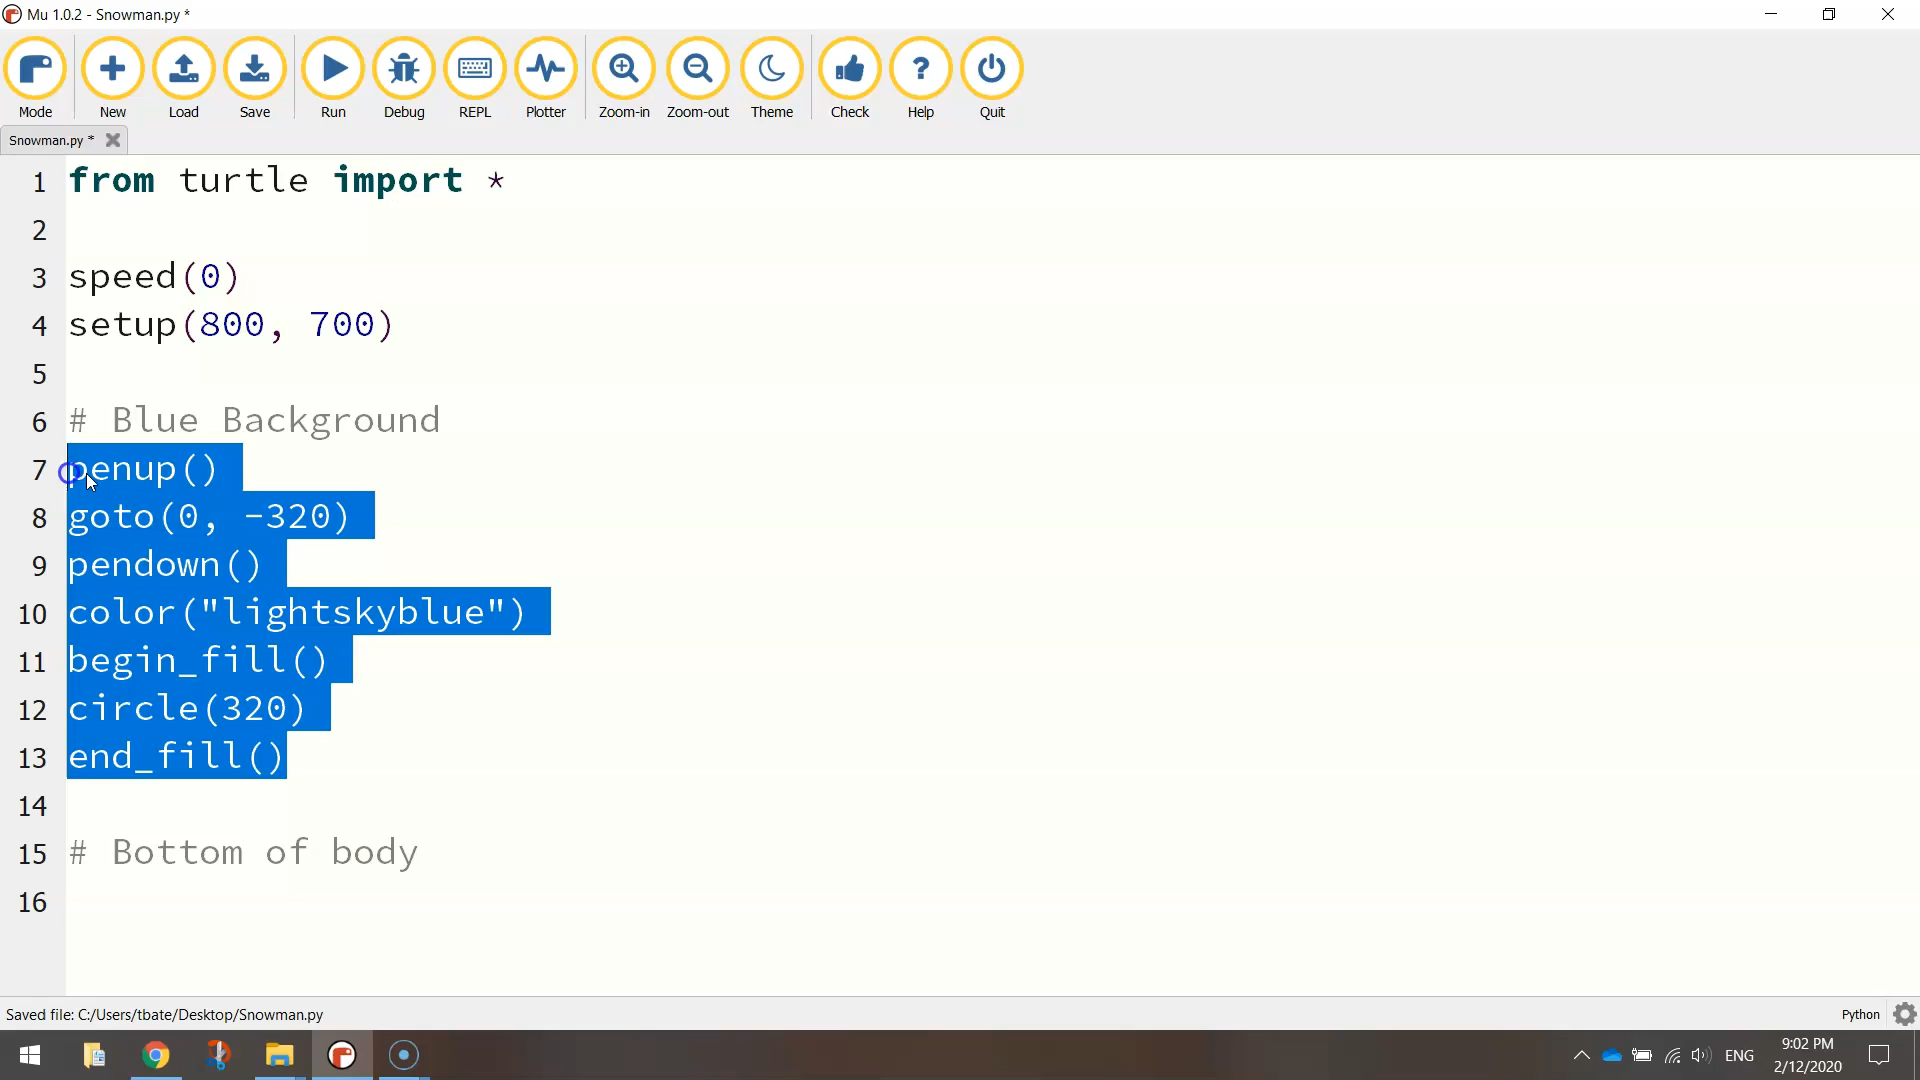 Mu 1.0.2 - Snowman.py *
Mode New Load Save Run Debug REPL Plotter Zoom-in Zoom-out Theme Check Help Quit
Snowman.py *
1 from turtle import *
2
3 speed(0)
4 setup(800, 700)
5
6 # Blue Background
7 penup()
8 goto(0, -320)
9 pendown()
10 color("lightskyblue")
11 begin_fill()
12 circle(320)
13 end_fill()
14
15 # Bottom of body
16
Saved file: C:/Users/tbate/Desktop/Snowman.py Python
ENG 9:02 PM
2/12/2020